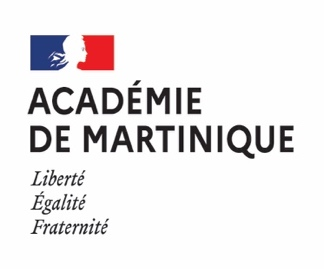 ACADÉMIE
DE MARTINIQUE
Liberté
Égalité
Fraternité